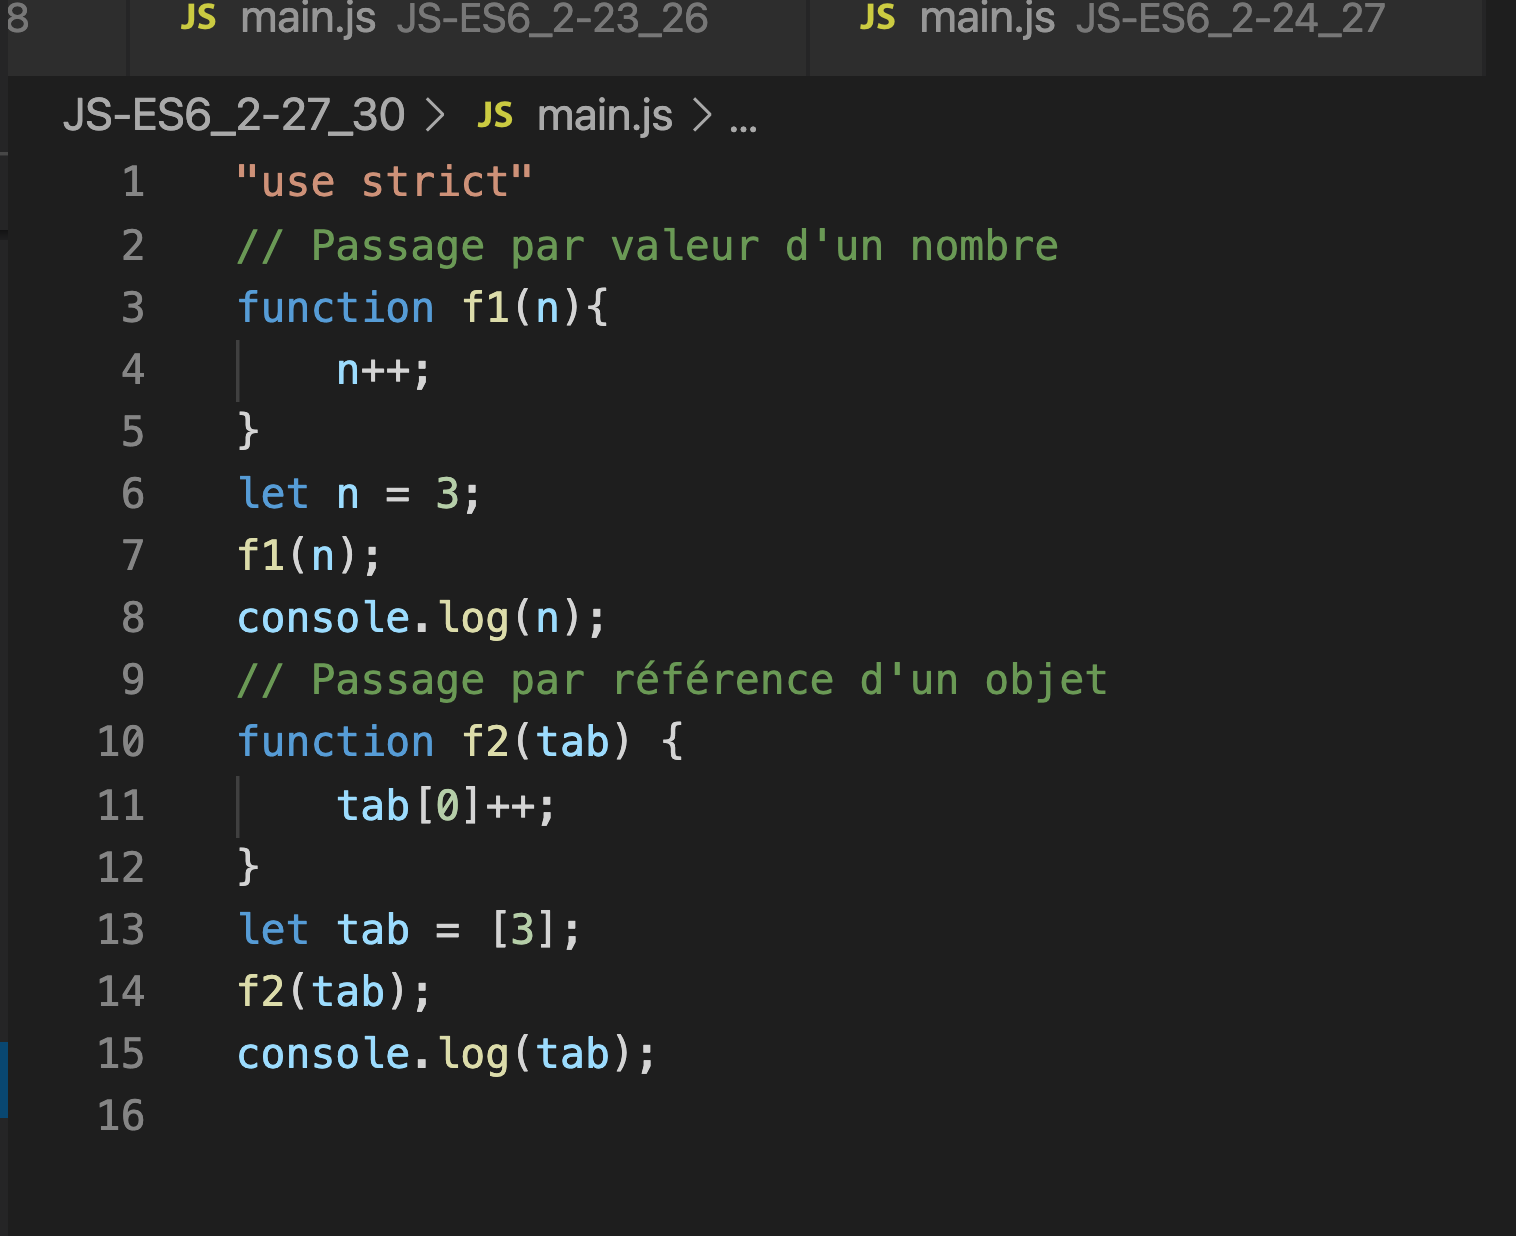 8 JS main.js JS-ES6_2-23_26 JS main.js JS-ES6_2-24_27
JS-ES6_2-27_30 > JS main.js > ...
1 "use strict"
2 // Passage par valeur d'un nombre
3 function f1(n){
4 n++;
5 }
6 let n = 3;
7 f1(n);
8 console.log(n);
9 // Passage par référence d'un objet
10 function f2(tab) {
11 tab[0]++;
12 }
13 let tab = [3];
14 f2(tab);
15 console.log(tab);
16